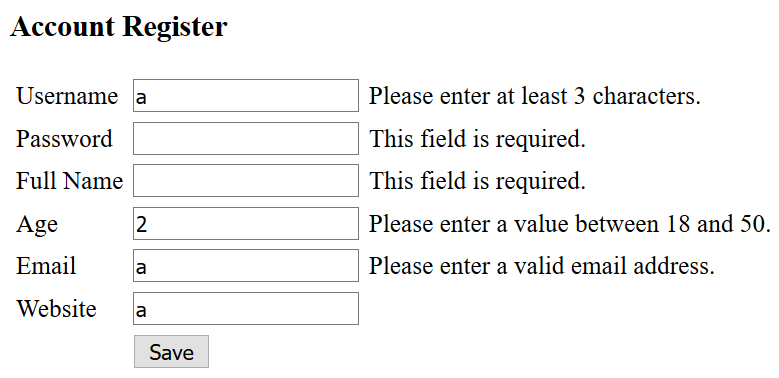 Account Register
Username a Please enter at least 3 characters.
Password This field is required.
Full Name This field is required.
Age 2 Please enter a value between 18 and 50.
Email a Please enter a valid email address.
Website a
Save